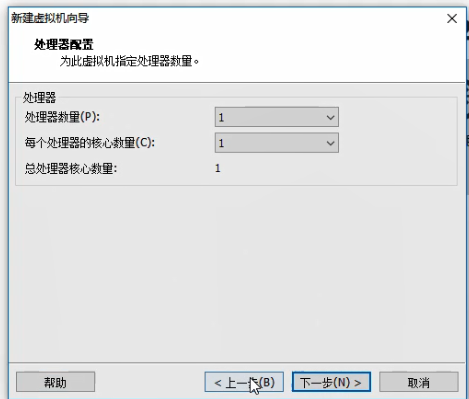 新建虚拟机向导
处理器配置
为此虚拟机指定处理器数量。
处理器
处理器数量(P): 1
每个处理器的核心数量(C): 1
总处理器核心数量: 1
帮助 < 上一步(B) 下一步(N) > 取消